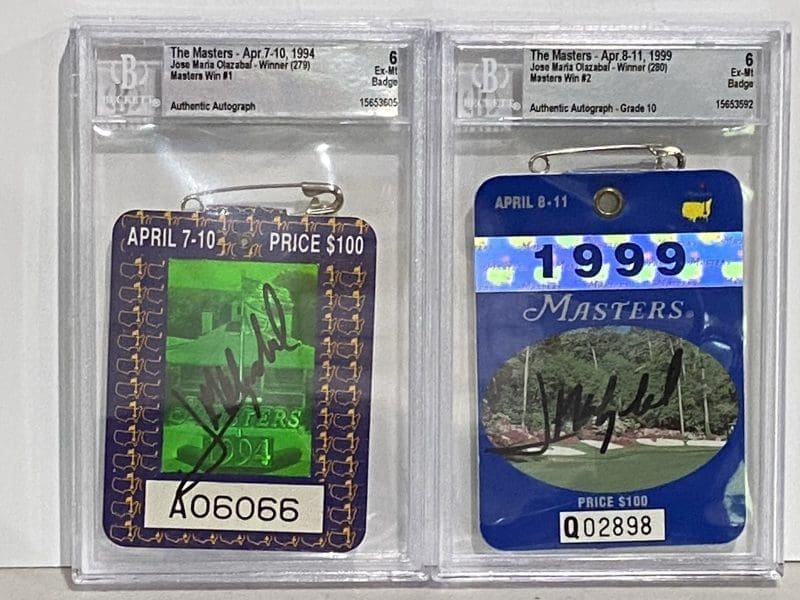 The Masters - Apr.7-10, 1994
Jose Maria Olazabal - Winner (279)
Masters Win #1
Authentic Autograph
6
Ex-Mt
Badge
15653605
BECKETT
APRIL 7-10
PRICE $100
MASTERS
1994
A06066
The Masters - Apr.8-11, 1999
Jose Maria Olazabal - Winner (280)
Masters Win #2
Authentic Autograph - Grade 10
6
Ex-Mt
Badge
15653592
BECKETT
APRIL 8-11
1999
MASTERS
PRICE $100
Q02898